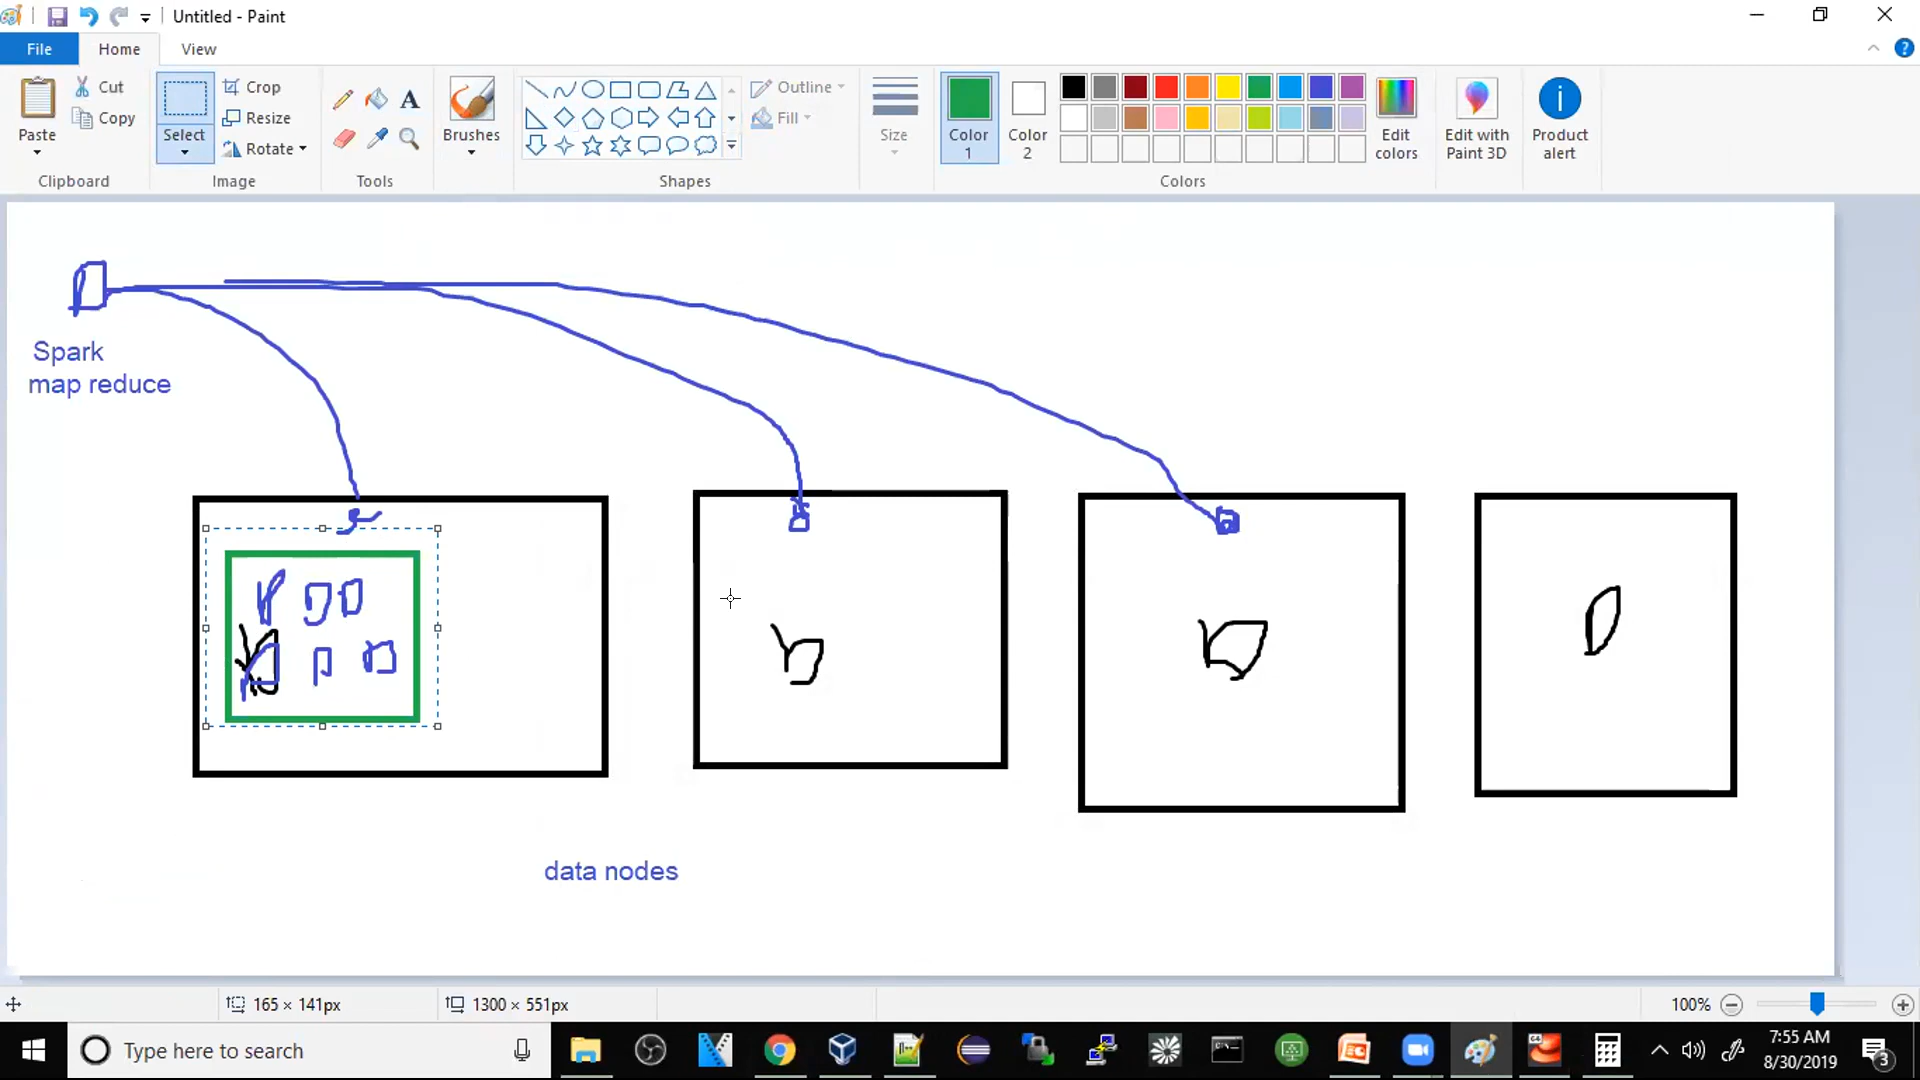 Untitled - Paint
File Home View
Paste
Cut
Copy
Clipboard
Select
Crop
Resize
Rotate
Image
Tools
Brushes
Shapes
Outline
Fill
Size
Color 1
Color 2
Edit colors
Colors
Edit with Paint 3D
Product alert
Spark
map reduce
data nodes
165 × 141px
1300 × 551px
100%
Type here to search
7:55 AM
8/30/2019
3